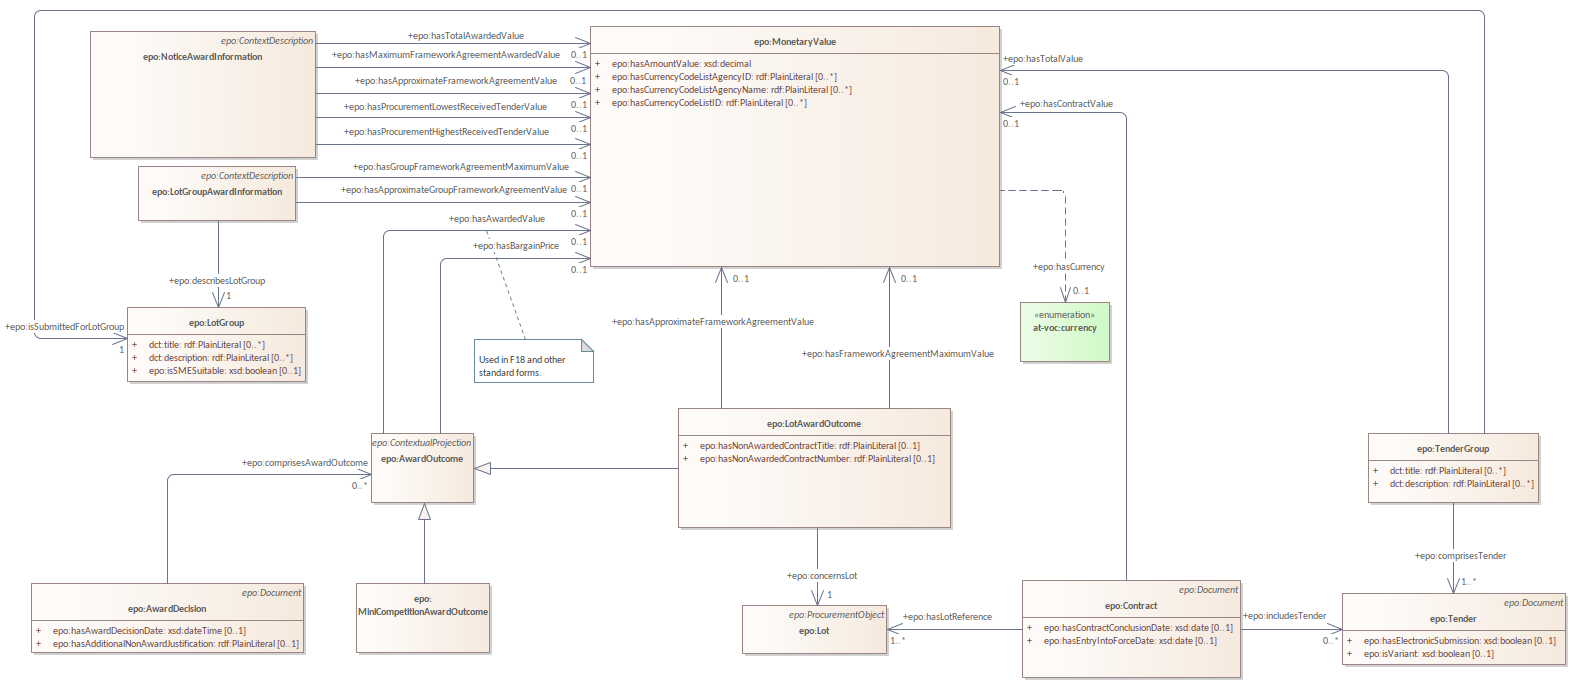 epo:ContextDescription
epo:NoticeAwardInformation
+epo:hasTotalAwardedValue
0..1
+epo:hasMaximumFrameworkAgreementAwardedValue
0..1
+epo:hasApproximateFrameworkAgreementValue
0..1
+epo:hasProcurementLowestReceivedTenderValue
0..1
+epo:hasProcurementHighestReceivedTenderValue
0..1
epo:MonetaryValue
+ epo:hasAmountValue: xsd:decimal
+ epo:hasCurrencyCodeListAgencyID: rdf:PlainLiteral [0..*]
+ epo:hasCurrencyCodeListAgencyName: rdf:PlainLiteral [0..*]
+ epo:hasCurrencyCodeListID: rdf:PlainLiteral [0..*]
+epo:hasTotalValue
0..1
+epo:hasContractValue
0..1
epo:ContextDescription
epo:LotGroupAwardInformation
+epo:hasGroupFrameworkAgreementMaximumValue
0..1
+epo:hasApproximateGroupFrameworkAgreementValue
0..1
+epo:hasAwardedValue
0..1
+epo:hasBargainPrice
0..1
+epo:describesLotGroup
1
+epo:hasCurrency
0..1
0..1
0..1
+epo:isSubmittedForLotGroup
1
epo:LotGroup
+ dct:title: rdf:PlainLiteral [0..*]
+ dct:description: rdf:PlainLiteral [0..*]
+ epo:isSMESuitable: xsd:boolean [0..1]
+epo:hasApproximateFrameworkAgreementValue
+epo:hasFrameworkAgreementMaximumValue
«enumeration»
at-voc:currency
Used in F18 and other
standard forms.
epo:ContextualProjection
epo:AwardOutcome
+epo:comprisesAwardOutcome
0..*
epo:LotAwardOutcome
+ epo:hasNonAwardedContractTitle: rdf:PlainLiteral [0..1]
+ epo:hasNonAwardedContractNumber: rdf:PlainLiteral [0..1]
epo:TenderGroup
+ dct:title: rdf:PlainLiteral [0..*]
+ dct:description: rdf:PlainLiteral [0..*]
+epo:comprisesTender
1..*
+epo:concernsLot
1
epo:Document
epo:AwardDecision
+ epo:hasAwardDecisionDate: xsd:dateTime [0..1]
+ epo:hasAdditionalNonAwardJustification: rdf:PlainLiteral [0..1]
epo:
MiniCompetitionAwardOutcome
epo:ProcurementObject
epo:Lot
+epo:hasLotReference
1..*
epo:Document
epo:Contract
+ epo:hasContractConclusionDate: xsd:date [0..1]
+ epo:hasEntryIntoForceDate: xsd:date [0..1]
+epo:includesTender
0..*
epo:Document
epo:Tender
+ epo:hasElectronicSubmission: xsd:boolean [0..1]
+ epo:isVariant: xsd:boolean [0..1]